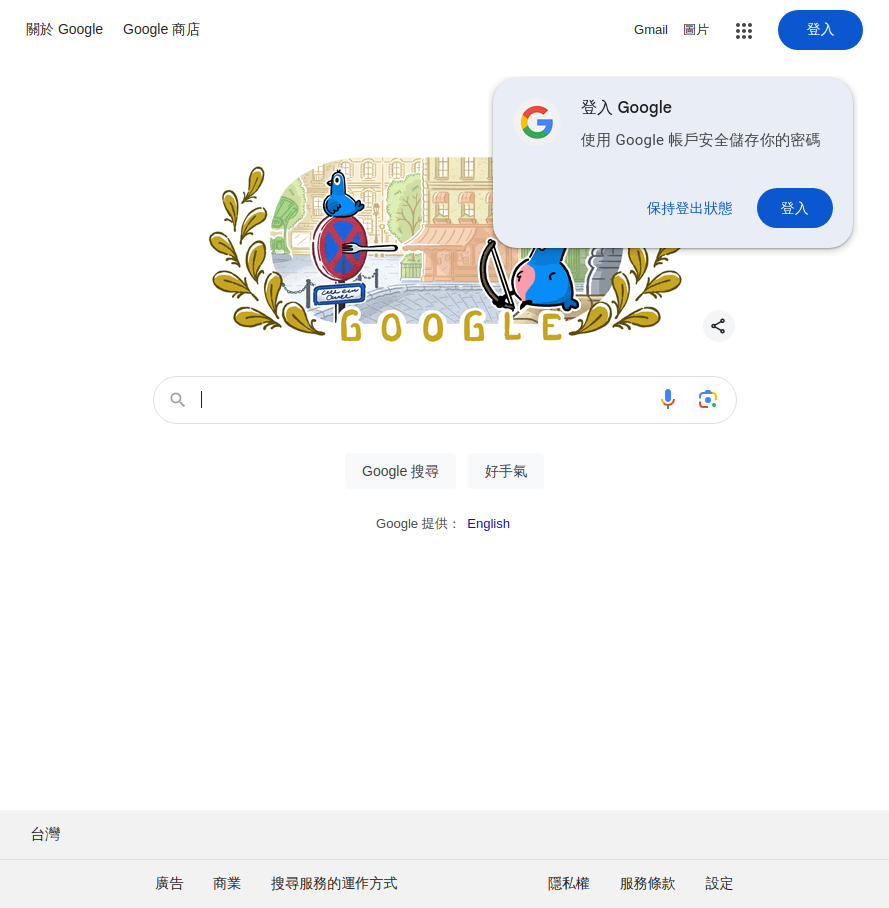 關於 Google
Google 商店
Gmail
圖片
登入
登入 Google
使用 Google 帳戶安全儲存你的密碼
保持登出狀態
登入
GOOGLE
Google 搜尋
好手氣
Google 提供： English
台灣
廣告
商業
搜尋服務的運作方式
隱私權
服務條款
設定